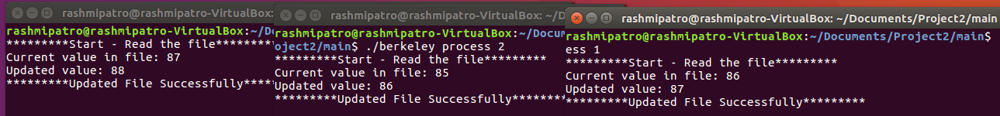 rashmipatro@rashmipatro-VirtualBox:
rashmipatro@rashmipatro-VirtualBox:~/D
*********Start - Read the file*******
Current value in file: 87
Updated value: 88
*********Updated File Successfully*****
rashmipatro@rashmipatro-VirtualBox: ~/Doc
rashmipatro@rashmipatro-VirtualBox:~/Docum
oject2/main$ ./berkeley process 2
*********Start - Read the file*********
Current value in file: 85
Updated value: 86
*********Updated File Successfully*******
rashmipatro@rashmipatro-VirtualBox: ~/Documents/Project2/main
rashmipatro@rashmipatro-VirtualBox:~/Documents/Project2/main$
ess 1
*********Start - Read the file*********
Current value in file: 86
Updated value: 87
*********Updated File Successfully*********